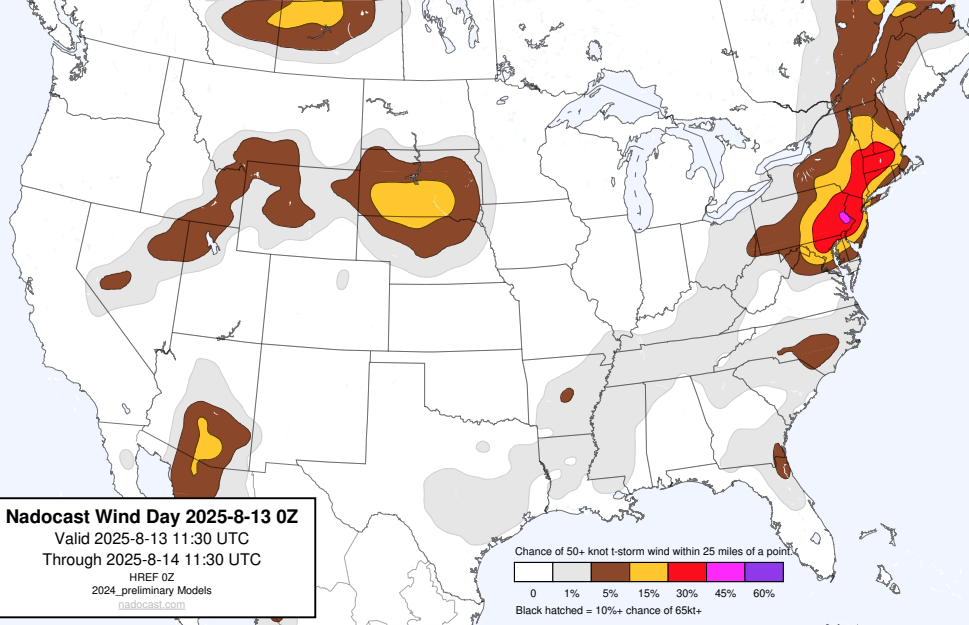 Nadocast Wind Day 2025-8-13 0Z
Valid 2025-8-13 11:30 UTC
Through 2025-8-14 11:30 UTC
HREF 0Z
2024_preliminary Models
nadocast.com
Chance of 50+ knot t-storm wind within 25 miles of a point.
0 1% 5% 15% 30% 45% 60%
Black hatched = 10%+ chance of 65kt+